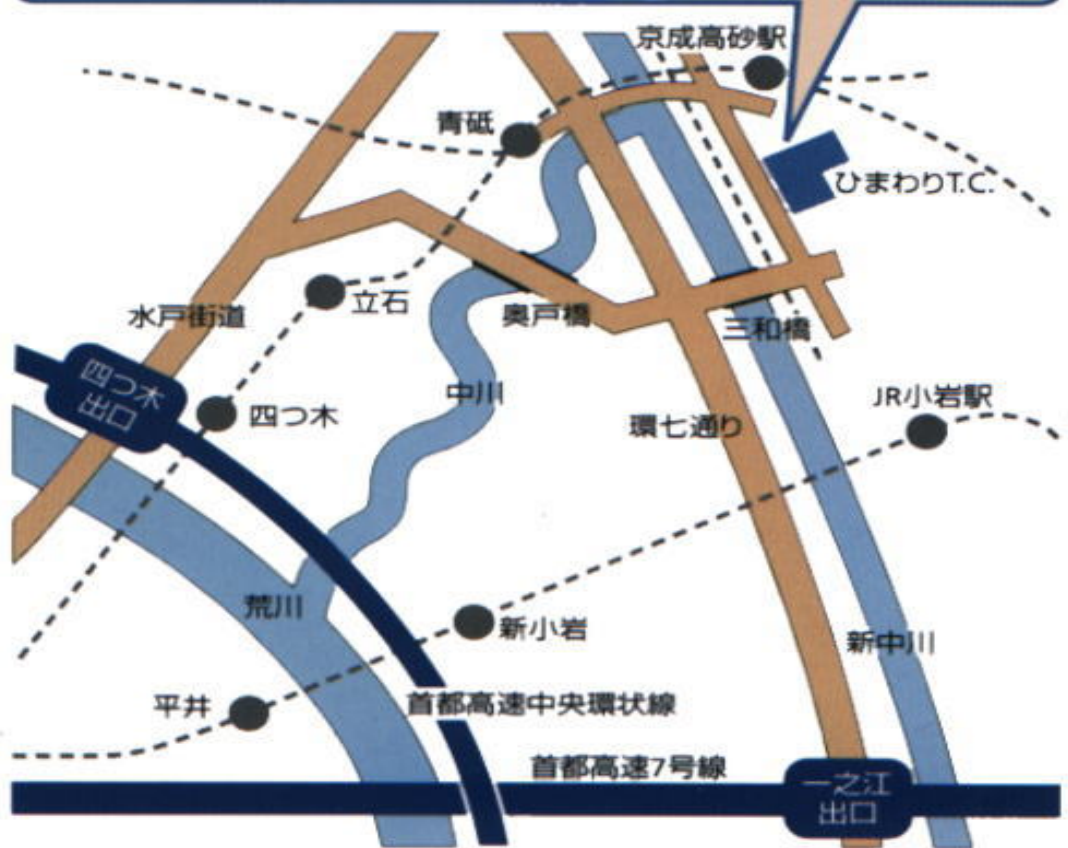 京成高砂駅
青砥
ひまわりT.C.
立石
水戸街道
奥戸橋
三和橋
四つ木
出口
四つ木
中川
環七通り
JR小岩駅
荒川
新小岩
新中川
平井
首都高速中央環状線
首都高速7号線
一之江
出口